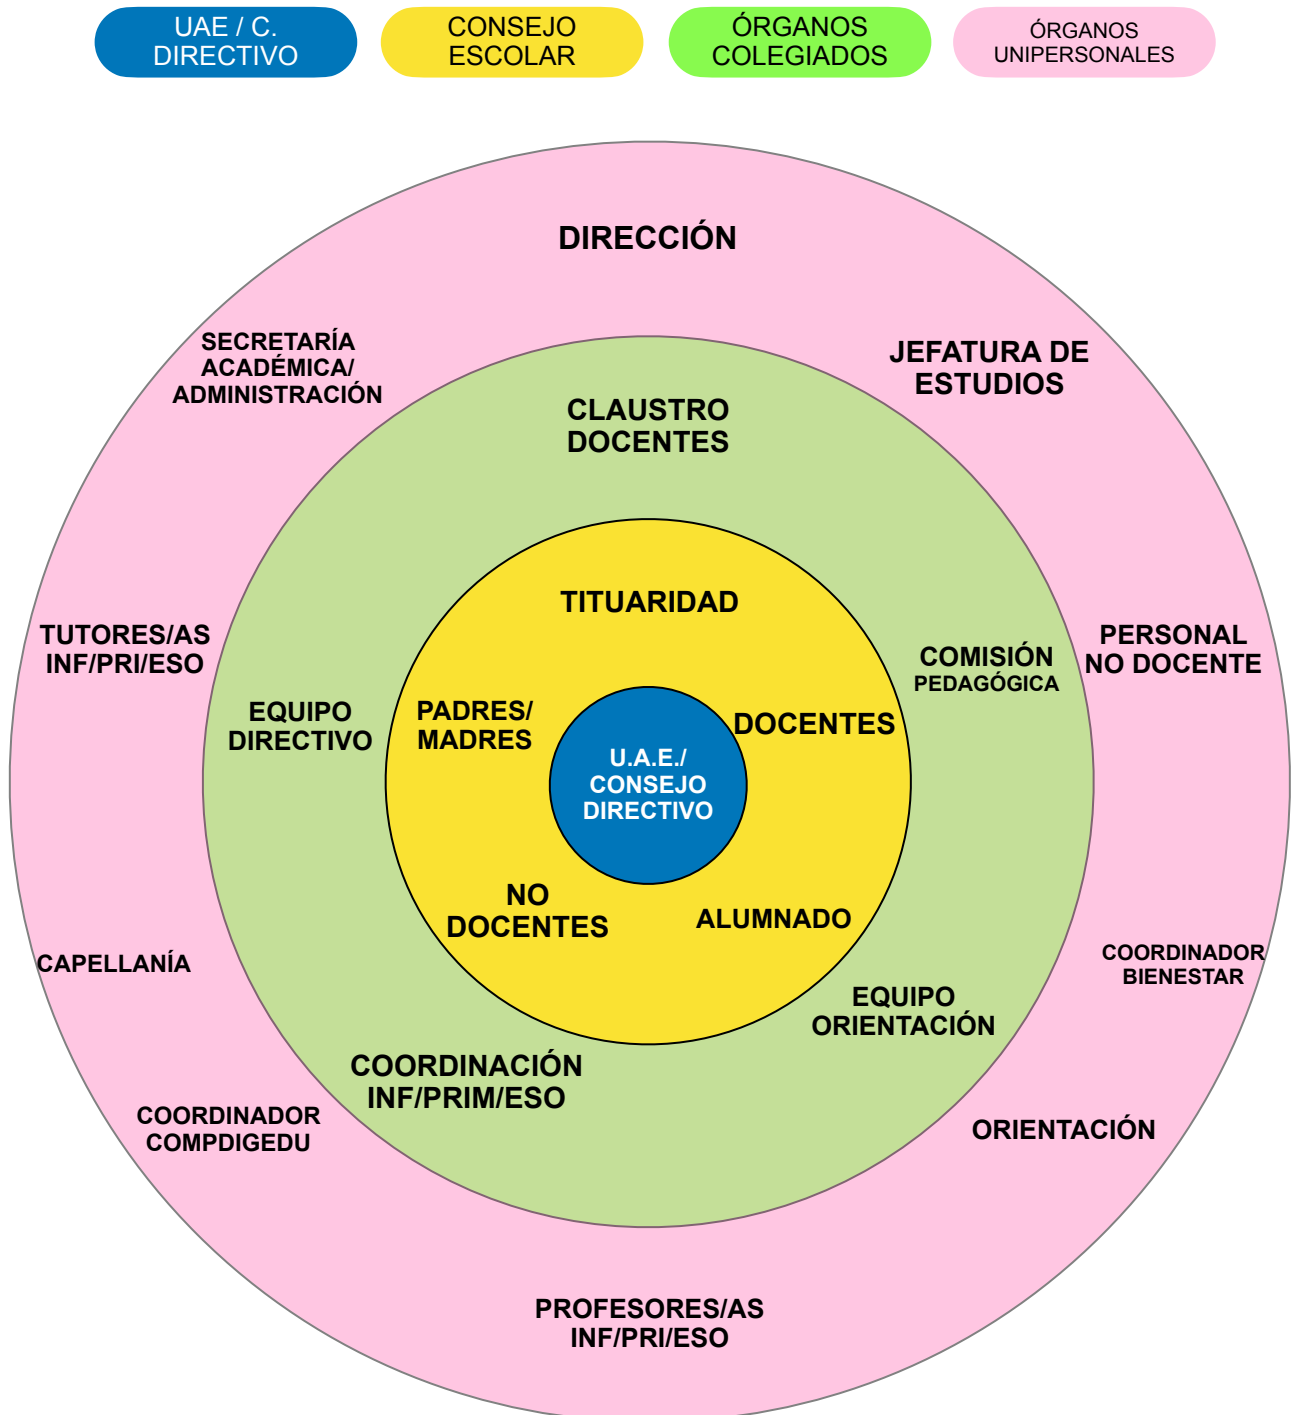 UAE / C.
DIRECTIVO
CONSEJO
ESCOLAR
ÓRGANOS
COLEGIADOS
ÓRGANOS
UNIPERSONALES
DIRECCIÓN
SECRETARÍA
ACADÉMICA/
ADMINISTRACIÓN
JEFATURA DE
ESTUDIOS
CLAUSTRO
DOCENTES
TITUARIDAD
TUTORES/AS
INF/PRI/ESO
PERSONAL
NO DOCENTE
COMISIÓN
PEDAGÓGICA
EQUIPO
DIRECTIVO
PADRES/
MADRES
DOCENTES
U.A.E./
CONSEJO
DIRECTIVO
NO
DOCENTES
ALUMNADO
CAPELLANÍA
COORDINADOR
BIENESTAR
EQUIPO
ORIENTACIÓN
COORDINACIÓN
INF/PRIM/ESO
COORDINADOR
COMPDIGEDU
ORIENTACIÓN
PROFESORES/AS
INF/PRI/ESO